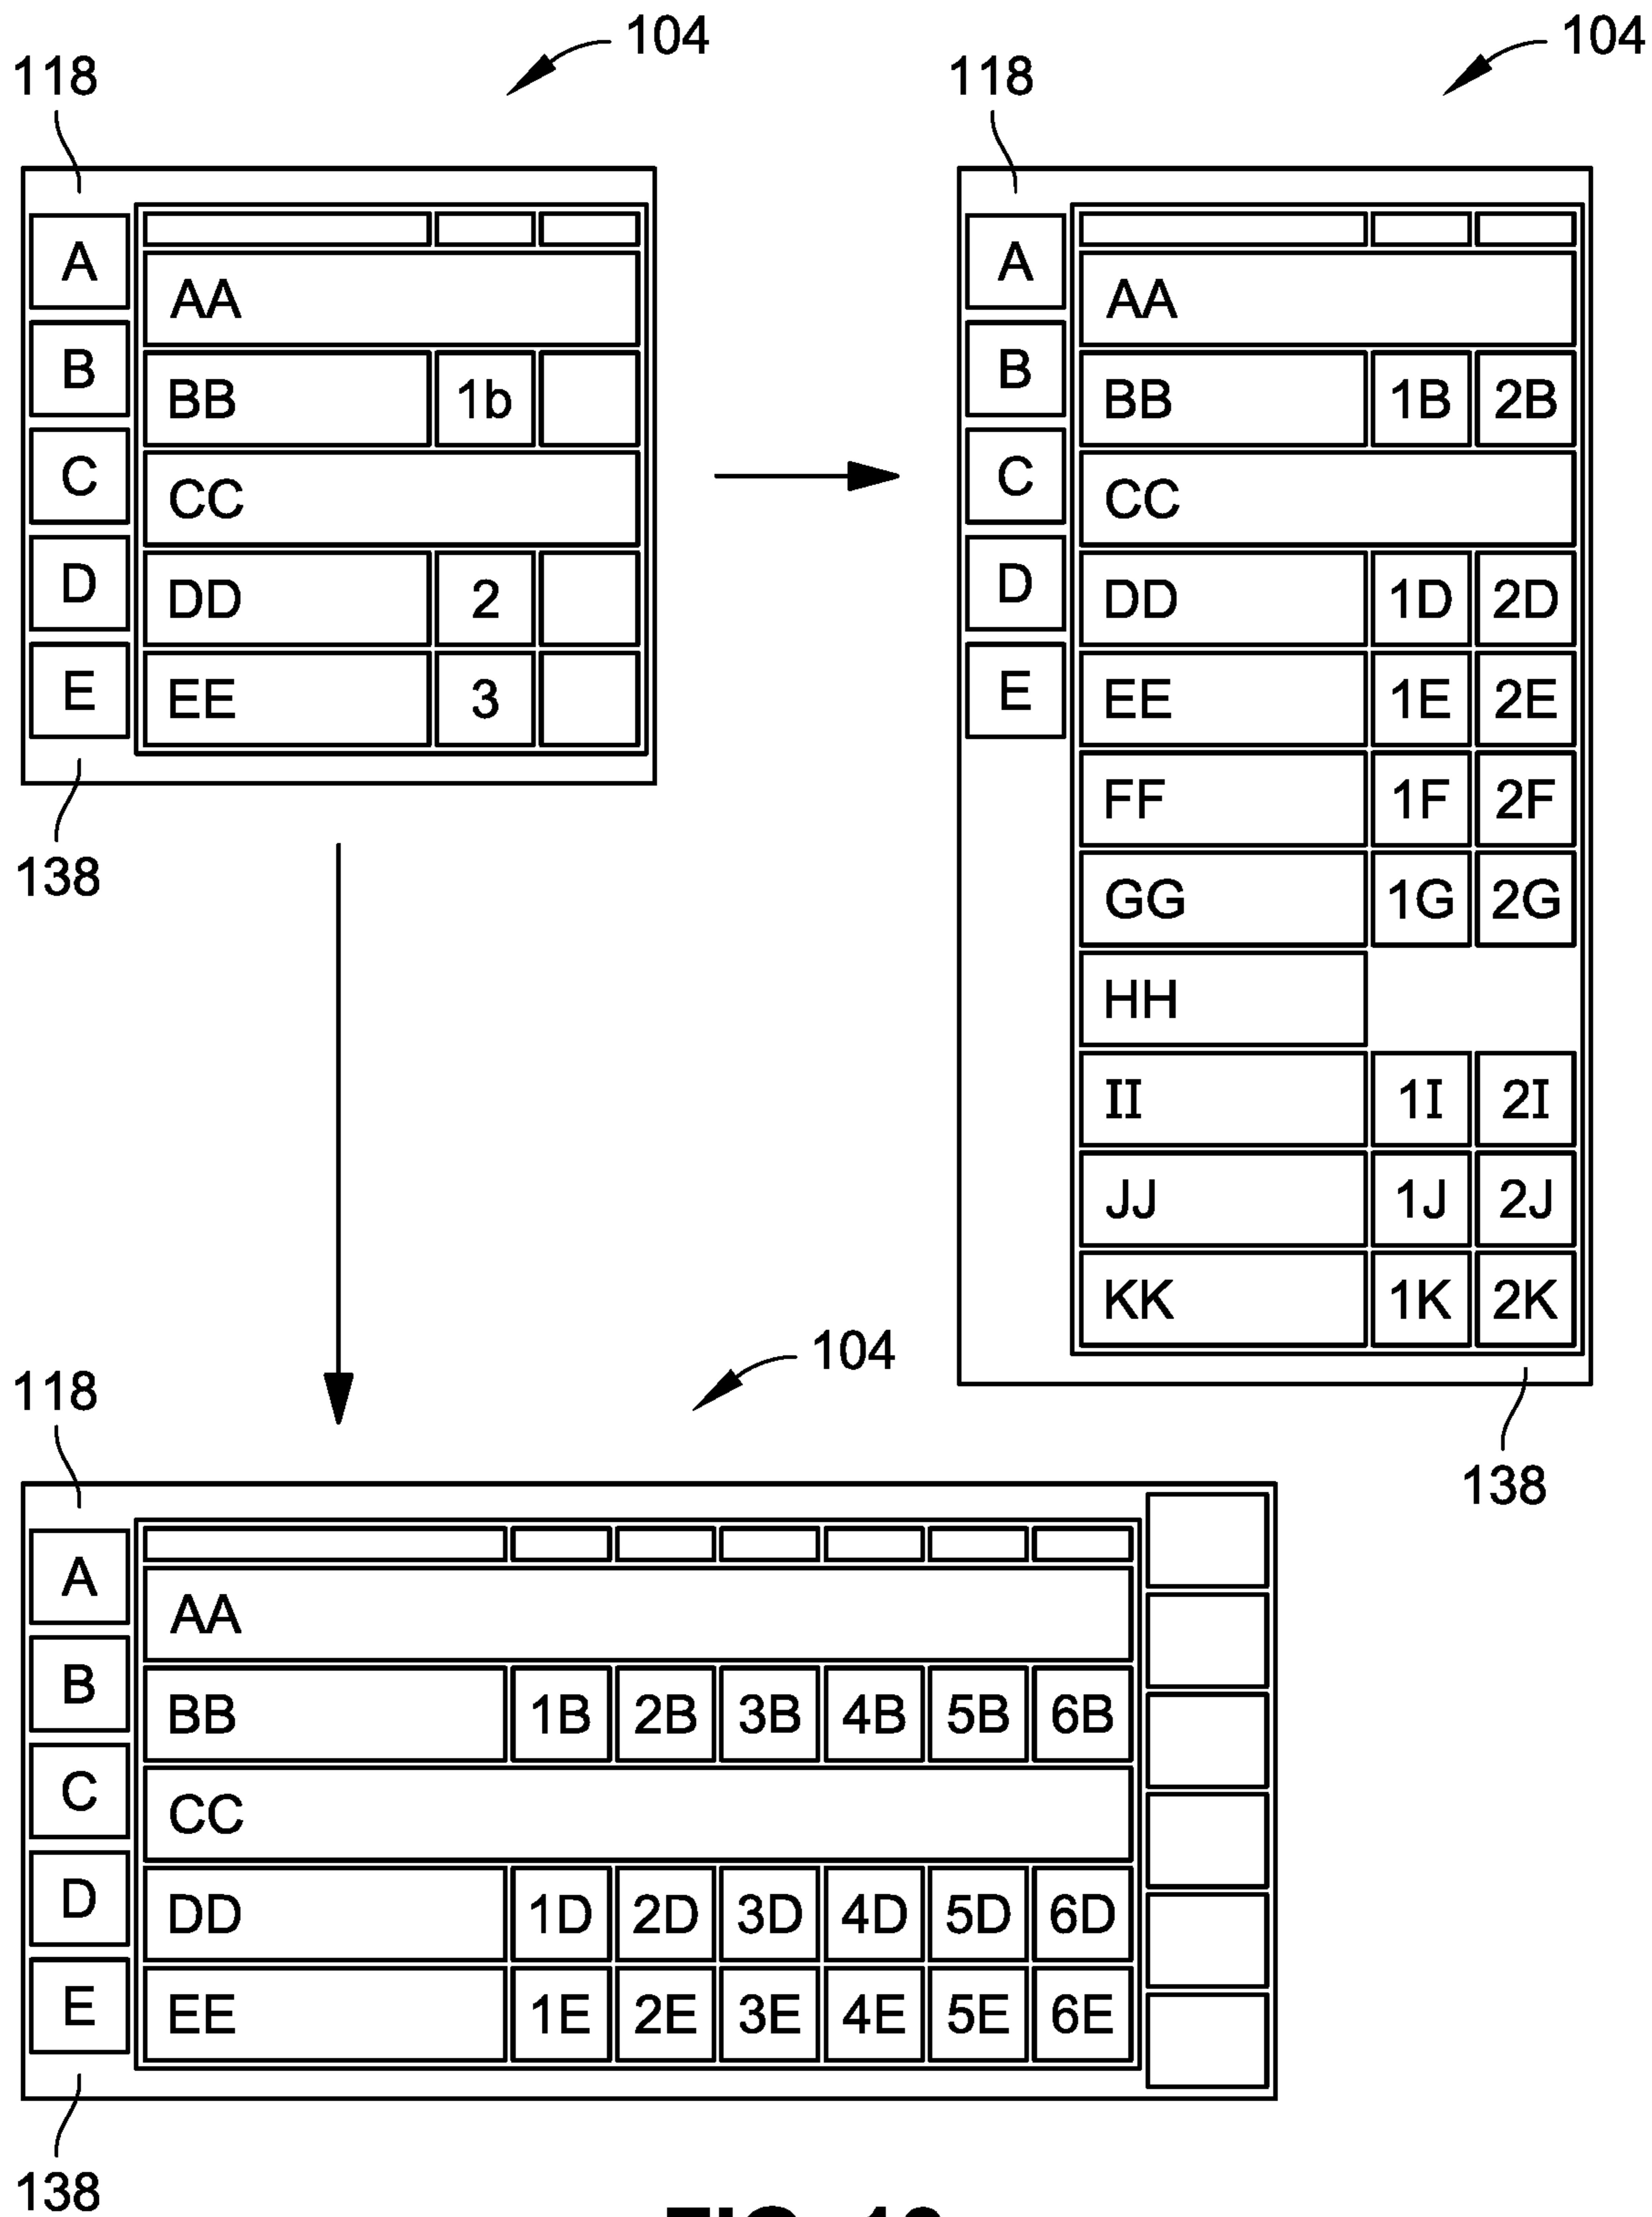 104
118
A
B
C
D
E
AA
BB 1b
CC
DD 2
EE 3
138
104
118
A
B
C
D
E
AA
BB 1B 2B
CC
DD 1D 2D
EE 1E 2E
FF 1F 2F
GG 1G 2G
HH
II 1I 2I
JJ 1J 2J
KK 1K 2K
138
104
118
A
B
C
D
E
AA
BB 1B 2B 3B 4B 5B 6B
CC
DD 1D 2D 3D 4D 5D 6D
EE 1E 2E 3E 4E 5E 6E
138